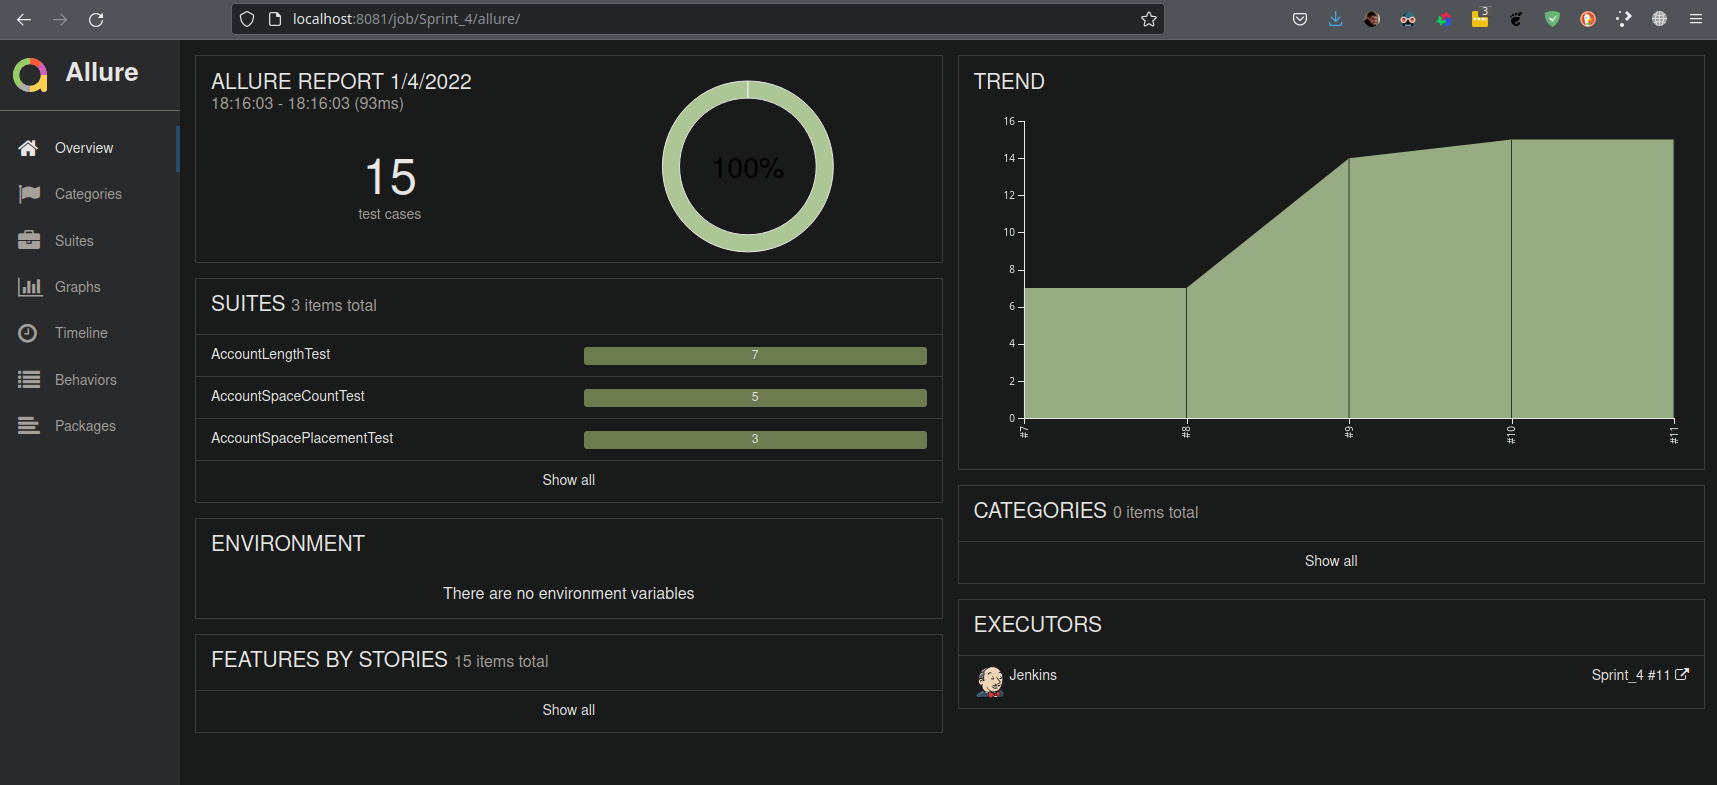 localhost:8081/job/Sprint_4/allure/
3
Allure
Overview
Categories
Suites
Graphs
Timeline
Behaviors
Packages
ALLURE REPORT 1/4/2022
18:16:03 - 18:16:03 (93ms)
15
test cases
100%
SUITES 3 items total
AccountLengthTest 7
AccountSpaceCountTest 5
AccountSpacePlacementTest 3
Show all
ENVIRONMENT
There are no environment variables
FEATURES BY STORIES 15 items total
Show all
TREND
16
14
12
10
8
6
4
2
0
#7
#8
#9
#10
#11
CATEGORIES 0 items total
Show all
EXECUTORS
Jenkins Sprint_4 #11